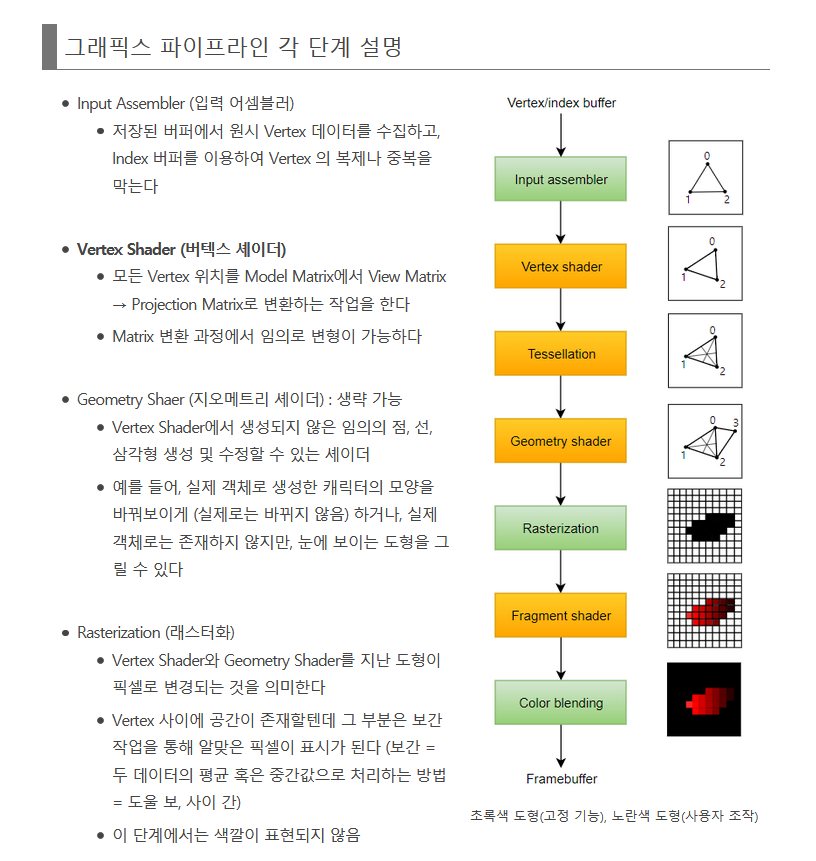 그래픽스 파이프라인 각 단계 설명
• Input Assembler (입력 어셈블러)
• 저장된 버퍼에서 원시 Vertex 데이터를 수집하고,
Index 버퍼를 이용하여 Vertex 의 복제나 중복을
막는다
• Vertex Shader (버텍스 셰이더)
• 모든 Vertex 위치를 Model Matrix에서 View Matrix
→ Projection Matrix로 변환하는 작업을 한다
• Matrix 변환 과정에서 임의로 변형이 가능하다
• Geometry Shaer (지오메트리 셰이더) : 생략 가능
• Vertex Shader에서 생성되지 않은 임의의 점, 선,
삼각형 생성 및 수정할 수 있는 셰이더
• 예를 들어, 실제 객체로 생성한 캐릭터의 모양을
바꿔보이게 (실제로는 바뀌지 않음) 하거나, 실제
객체로는 존재하지 않지만, 눈에 보이는 도형을 그
릴 수 있다
• Rasterization (래스터화)
• Vertex Shader와 Geometry Shader를 지난 도형이
픽셀로 변경되는 것을 의미한다
• Vertex 사이에 공간이 존재할텐데 그 부분은 보간
작업을 통해 알맞은 픽셀이 표시가 된다 (보간 =
두 데이터의 평균 혹은 중간값으로 처리하는 방법
= 도울 보, 사이 간)
• 이 단계에서는 색깔이 표현되지 않음
Vertex/index buffer
Input assembler
0
1 2
Vertex shader
0
1
2
Tessellation
0
1
2
Geometry shader
0 3
1
2
Rasterization
Fragment shader
Color blending
Framebuffer
초록색 도형(고정 기능), 노란색 도형(사용자 조작)